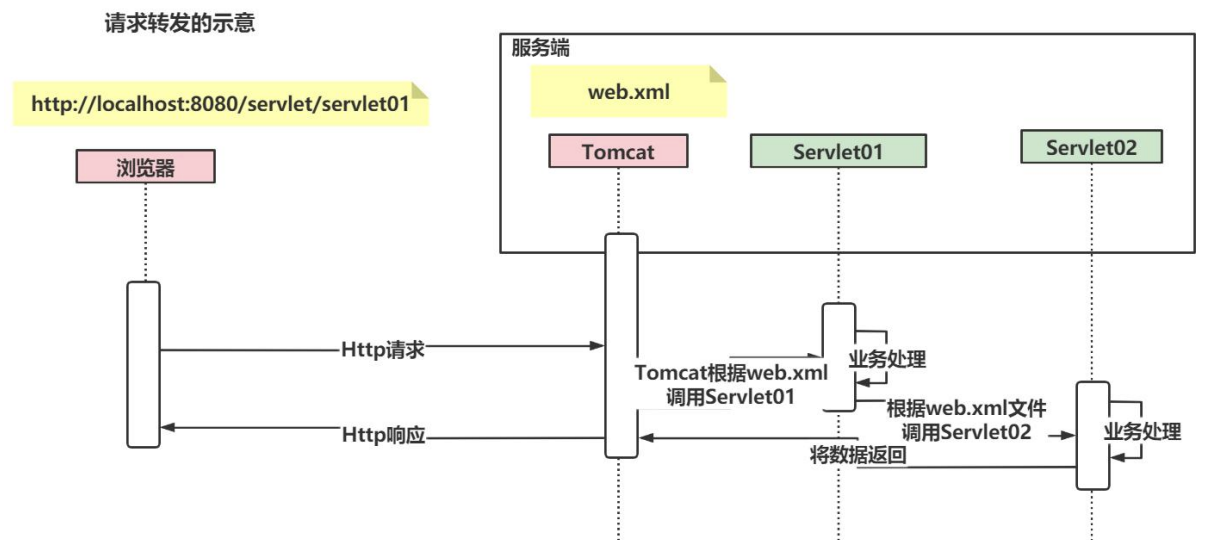 请求转发的示意
服务端
http://localhost:8080/servlet/servlet01
web.xml
浏览器
Tomcat
Servlet01
Servlet02
Http请求
Tomcat根据web.xml
调用Servlet01
业务处理
根据web.xml文件
调用Servlet02
业务处理
Http响应
将数据返回